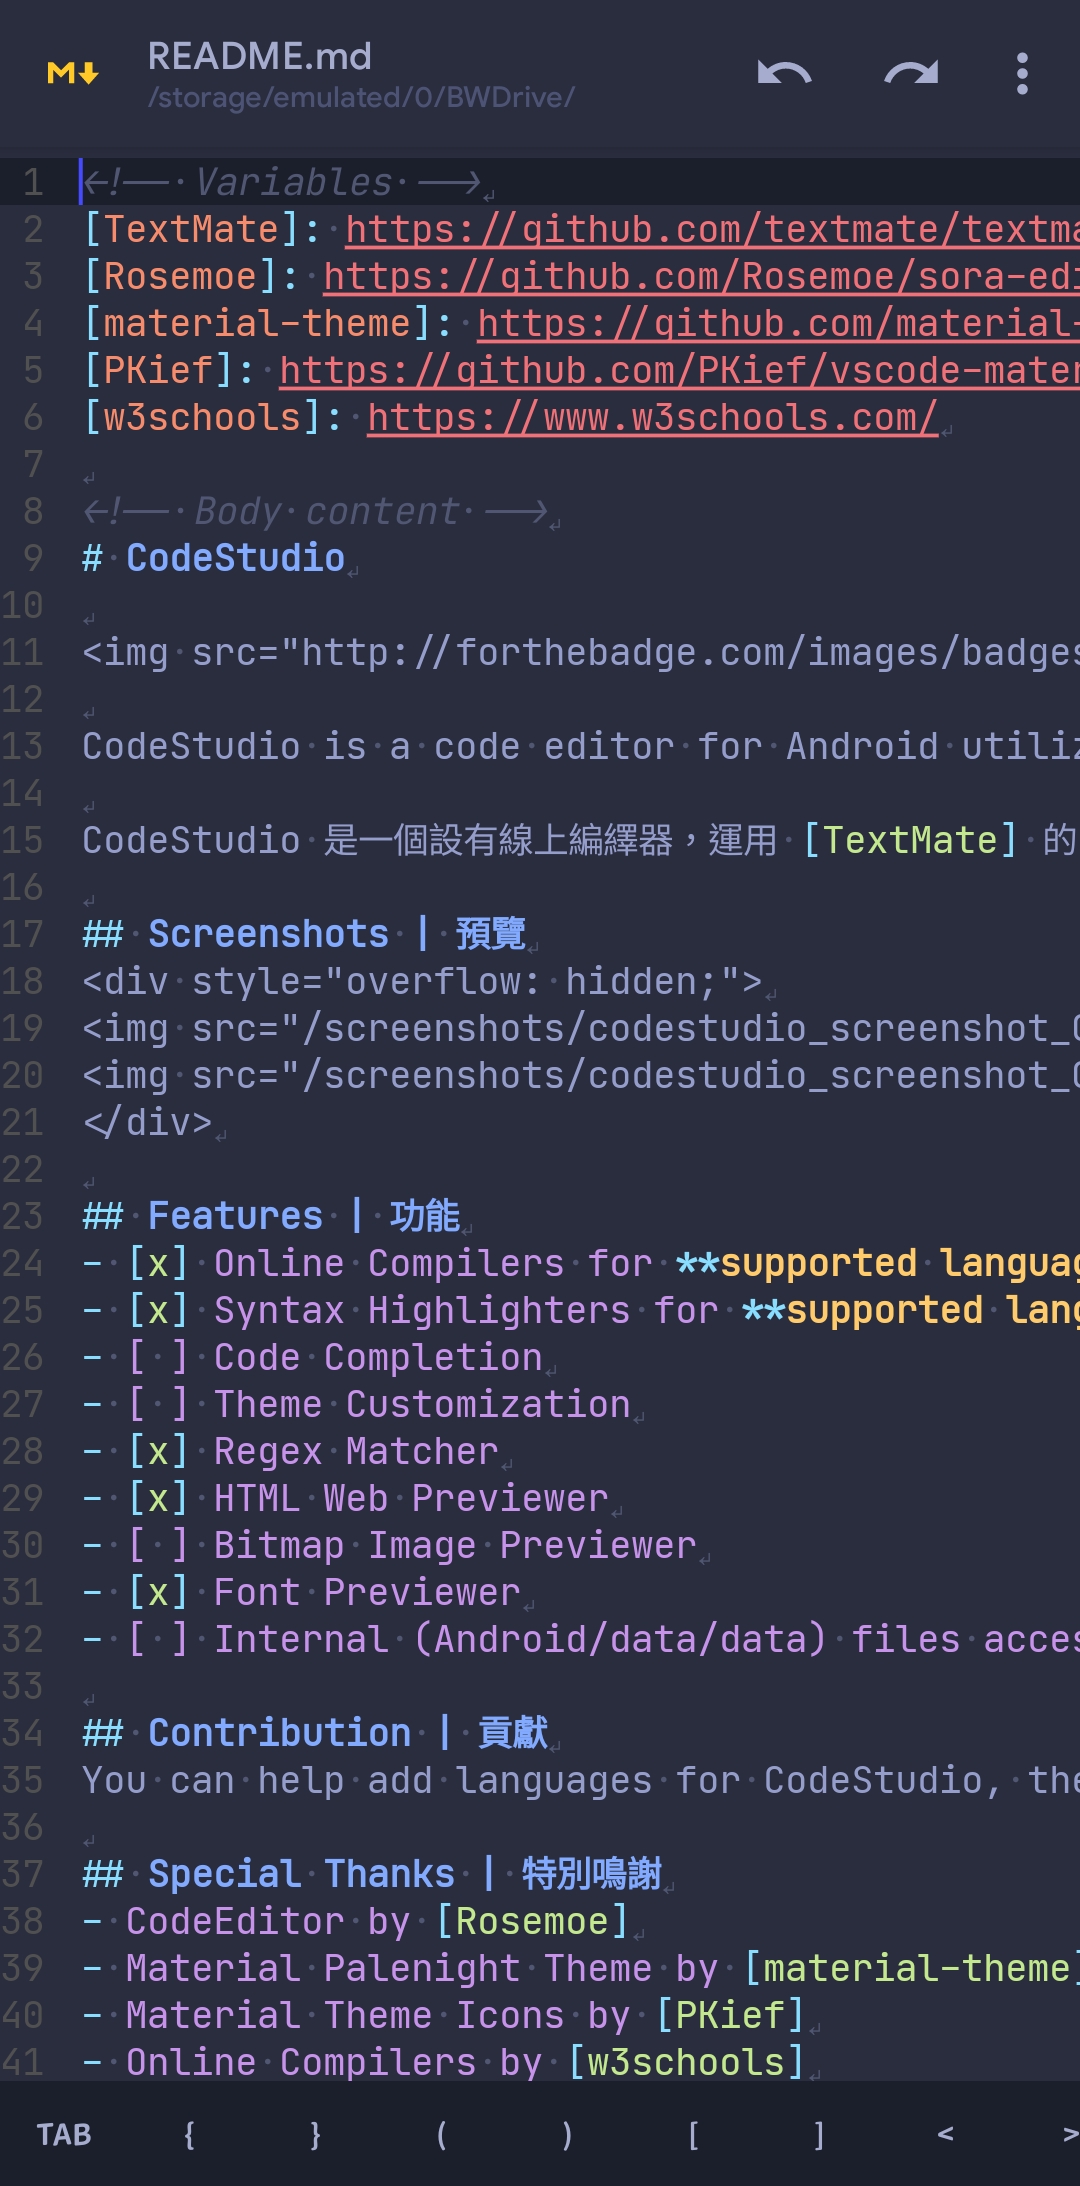 M↓
README.md
/storage/emulated/0/BWDrive/
1 <!-- Variables -->
2 [TextMate]: https://github.com/textmate/textma
3 [Rosemoe]: https://github.com/Rosemoe/sora-edi
4 [material-theme]: https://github.com/material-
5 [PKief]: https://github.com/PKief/vscode-mater
6 [w3schools]: https://www.w3schools.com/
7
8 <!-- Body content -->
9 # CodeStudio
10
11 <img src="http://forthebadge.com/images/badges
12
13 CodeStudio is a code editor for Android utiliz
14
15 CodeStudio 是一個設有線上編繹器，運用 [TextMate] 的
16
17 ## Screenshots | 預覽
18 <div style="overflow: hidden;">
19 <img src="/screenshots/codestudio_screenshot_0
20 <img src="/screenshots/codestudio_screenshot_0
21 </div>
22
23 ## Features | 功能
24 - [x] Online Compilers for **supported languag
25 - [x] Syntax Highlighters for **supported lang
26 - [ ] Code Completion
27 - [ ] Theme Customization
28 - [x] Regex Matcher
29 - [x] HTML Web Previewer
30 - [ ] Bitmap Image Previewer
31 - [x] Font Previewer
32 - [ ] Internal (Android/data/data) files acces
33
34 ## Contribution | 貢獻
35 You can help add languages for CodeStudio, the
36
37 ## Special Thanks | 特別鳴謝
38 - CodeEditor by [Rosemoe]
39 - Material Palenight Theme by [material-theme]
40 - Material Theme Icons by [PKief]
41 - Online Compilers by [w3schools]
TAB { } ( ) [ ] < >